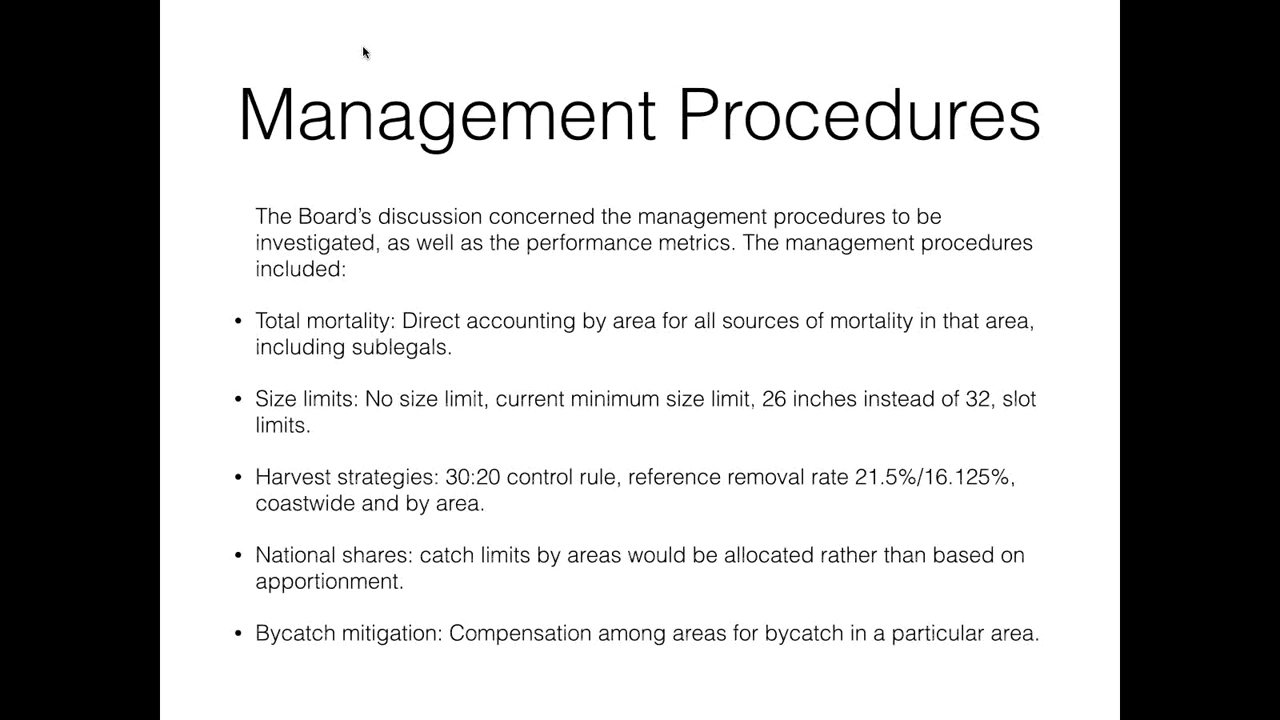 Management Procedures
The Board’s discussion concerned the management procedures to be
investigated, as well as the performance metrics. The management procedures
included:
• Total mortality: Direct accounting by area for all sources of mortality in that area,
including sublegals.
• Size limits: No size limit, current minimum size limit, 26 inches instead of 32, slot
limits.
• Harvest strategies: 30:20 control rule, reference removal rate 21.5%/16.125%,
coastwide and by area.
• National shares: catch limits by areas would be allocated rather than based on
apportionment.
• Bycatch mitigation: Compensation among areas for bycatch in a particular area.